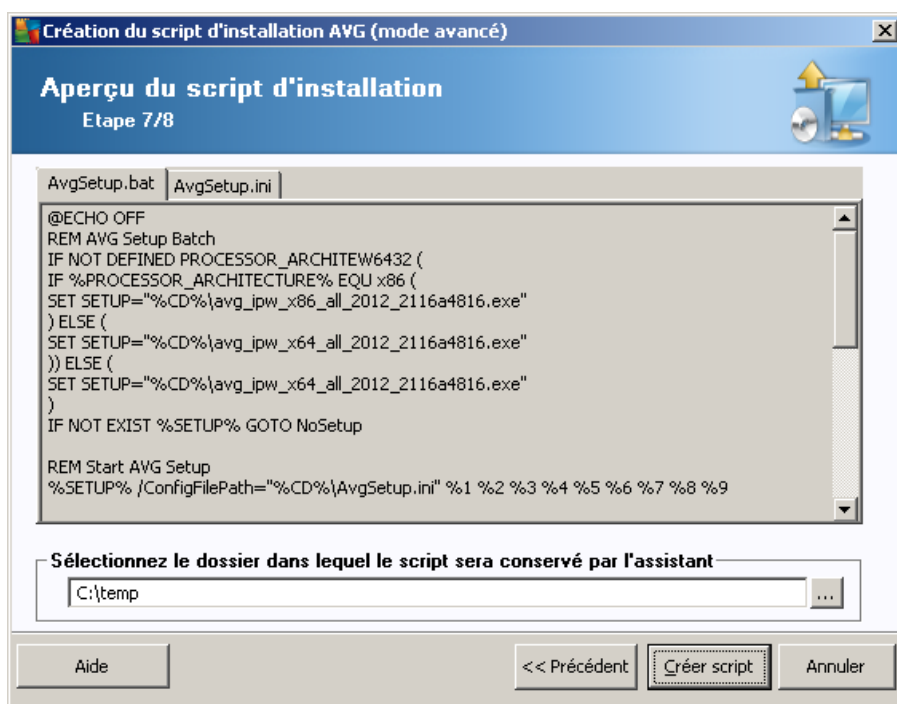 Création du script d'installation AVG (mode avancé)
Aperçu du script d'installation
Etape 7/8
AvgSetup.bat AvgSetup.ini
@ECHO OFF
REM AVG Setup Batch
IF NOT DEFINED PROCESSOR_ARCHITEW6432 (
IF %PROCESSOR_ARCHITECTURE% EQU x86 (
SET SETUP="%CD%\avg_ipw_x86_all_2012_2116a4816.exe"
) ELSE (
SET SETUP="%CD%\avg_ipw_x64_all_2012_2116a4816.exe"
)) ELSE (
SET SETUP="%CD%\avg_ipw_x64_all_2012_2116a4816.exe"
)
IF NOT EXIST %SETUP% GOTO NoSetup
REM Start AVG Setup
%SETUP% /ConfigFilePath="%CD%\AvgSetup.ini" %1 %2 %3 %4 %5 %6 %7 %8 %9
Sélectionnez le dossier dans lequel le script sera conservé par l'assistant
C:\temp
...
Aide << Précédent Créer script Annuler